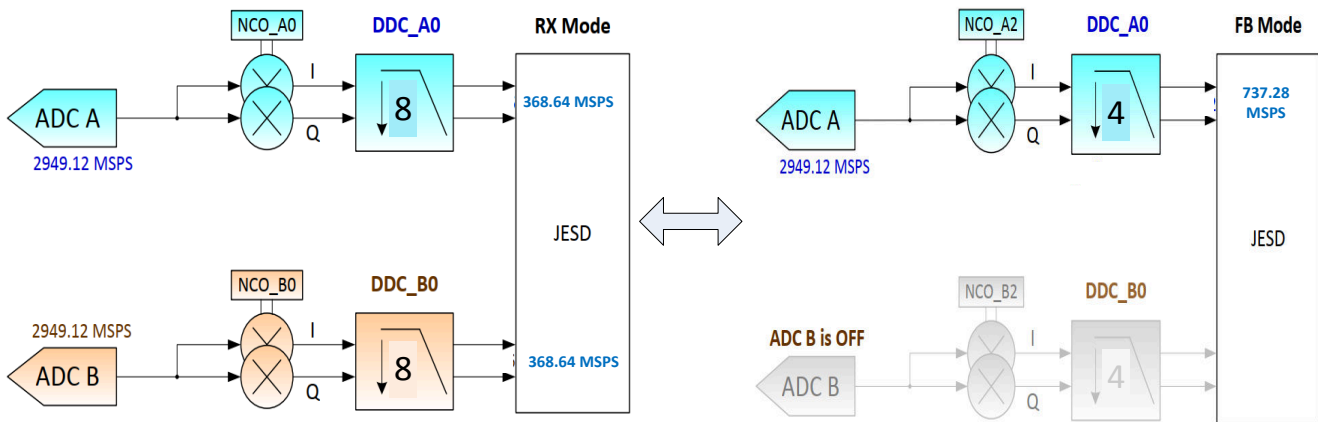 NCO_A0
DDC_A0
RX Mode
I
8
368.64 MSPS
ADC A
Q
2949.12 MSPS
JESD
NCO_B0
DDC_B0
2949.12 MSPS
I
8
368.64 MSPS
ADC B
Q
NCO_A2
DDC_A0
FB Mode
I
4
737.28
MSPS
ADC A
Q
2949.12 MSPS
JESD
NCO_B2
DDC_B0
ADC B is OFF
I
4
ADC B
Q